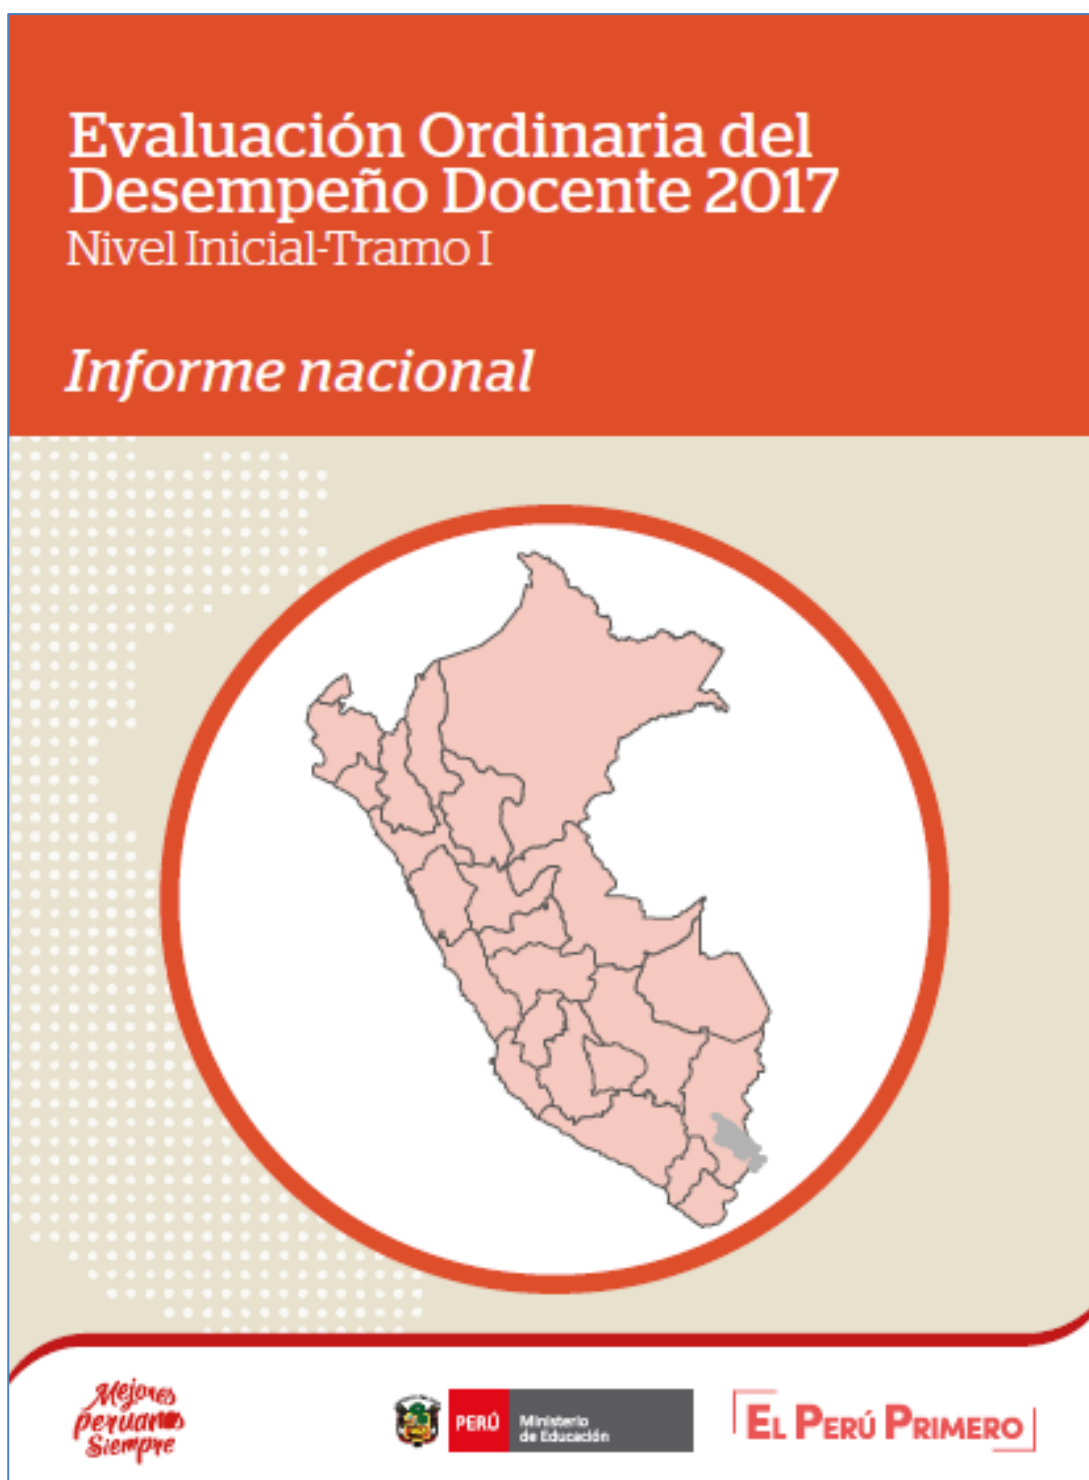 Evaluación Ordinaria del
Desempeño Docente 2017
Nivel Inicial-Tramo I
Informe nacional
Mejores
peruanos
Siempre
PERÚ
Ministerio
de Educación
EL PERÚ PRIMERO